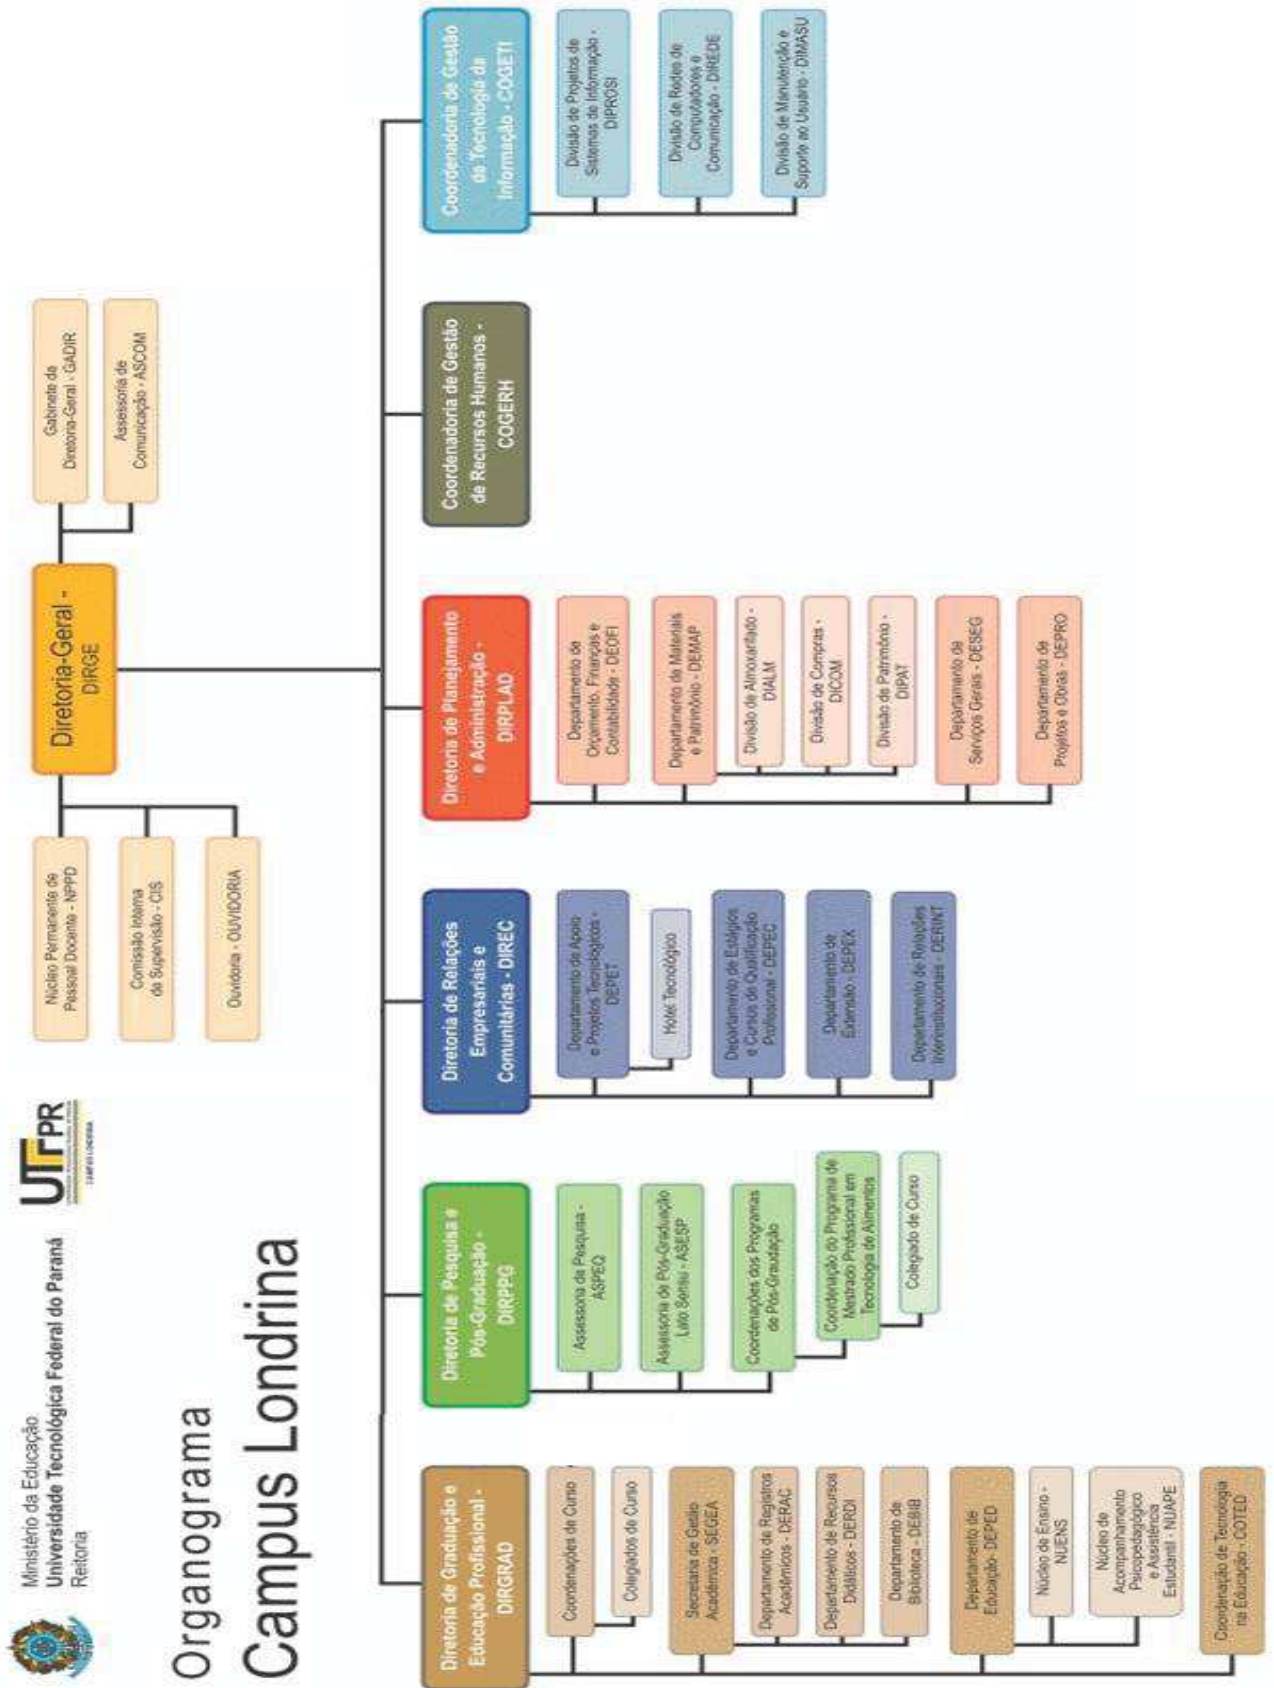 Ministério da Educação
Universidade Tecnológica Federal do Paraná
Reitoria
UTFPR
CAMPUS LONDRINA
Organograma
Campus Londrina
Diretoria-Geral -
DIRGE
Núcleo Permanente de
Pessoal Docente - NPPD
Comissão Interna
de Supervisão - CIS
Ouvidoria - OUVIDORIA
Gabinete da
Diretoria-Geral - GADIR
Assessoria de
Comunicação - ASCOM
Diretoria de Graduação e
Educação Profissional -
DIRGRAD
Coordenações de Curso
Colegiados de Curso
Secretaria de Getão
Acadêmica - SEGEA
Departamento de Registros
Acadêmicos - DERAC
Departamento de Recursos
Didáticos - DERDI
Departamento de
Biblioteca - DEBIB
Departamento de
Educação- DEPED
Núcleo de Ensino -
NUENS
Núcleo de
Acompanhamento
Psicopedagógico
e Assistência
Estudantil - NUAPE
Coordenação de Tecnologia
na Educação - COTED
Diretoria de Pesquisa e
Pós-Graduação -
DIRPPG
Assessoria de Pesquisa -
ASPEQ
Assessoria de Pós-Graduação
Lato Sensu - ASESP
Coordenações dos Programas
de Pós-Graudação
Coordenação do Programa de
Mestrado Profissional em
Tecnologia de Alimentos
Colegiado de Curso
Diretoria de Relações
Empresariais e
Comunitárias - DIREC
Departamento de Apoio
e Projetos Tecnológicos -
DEPET
Hotel Tecnológico
Departamento de Estágios
e Cursos de Qualificação
Profissional - DEPEC
Departamento de
Extensão - DEPEX
Departamento de Relações
Interinstitucionais - DERINT
Diretoria de Planejamento
e Administração -
DIRPLAD
Departamento de
Orçamento, Finanças e
Contabilidade - DEOFI
Departamento de Materiais
e Patrimônio - DEMAP
Divisão de Almoxarifado -
DIALM
Divisão de Compras -
DICOM
Divisão de Patrimônio -
DIPAT
Departamento de
Serviços Gerais - DESEG
Departamento de
Projetos e Obras - DEPRO
Coordenadoria de Gestão
de Recursos Humanos -
COGERH
Coordenadoria de Gestão
da Tecnologia da
Informação - COGETI
Divisão de Projetos de
Sistemas de Informação -
DIPROSI
Divisão de Redes de
Computadores e
Comunicação - DIREDE
Divisão de Manutenção e
Suporte ao Usuário - DIMASU